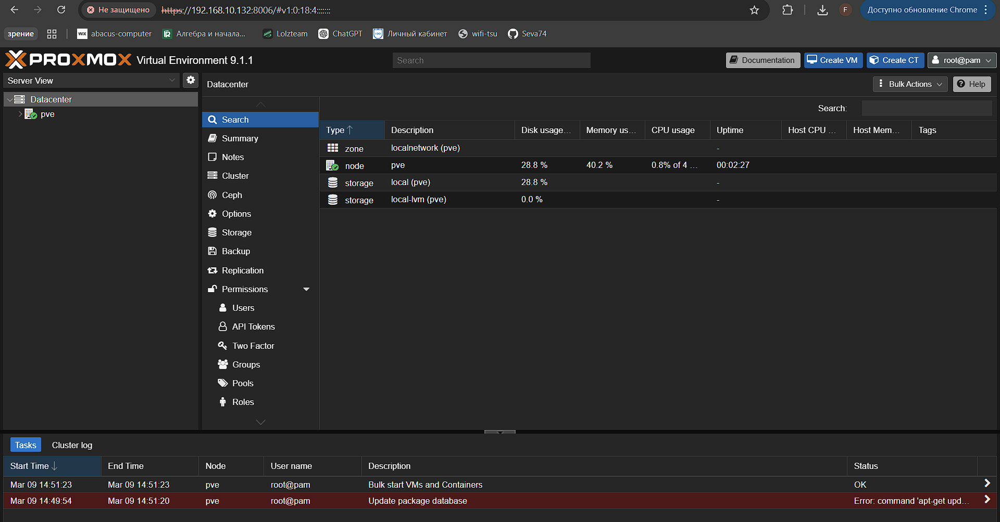 Не защищено https://192.168.10.132:8006/#v1:0:18:4::::::: F Доступно обновление Chrome
зрение WIX abacus-computer Алгебра и начала... Lolzteam ChatGPT Личный кабинет wifi-tsu Seva74
PROXMOX Virtual Environment 9.1.1 Search Documentation Create VM Create CT root@pam
Server View Datacenter Bulk Actions Help
Datacenter
pve
Search
Summary
Notes
Cluster
Ceph
Options
Storage
Backup
Replication
Permissions
Users
API Tokens
Two Factor
Groups
Pools
Roles
Search:
Type Description Disk usage... Memory us... CPU usage Uptime Host CPU ... Host Mem... Tags
zone localnetwork (pve) -
node pve 28.8 % 40.2 % 0.8% of 4 ... 00:02:27
storage local (pve) 28.8 % -
storage local-lvm (pve) 0.0 % -
Tasks Cluster log
Start Time End Time Node User name Description Status
Mar 09 14:51:23 Mar 09 14:51:23 pve root@pam Bulk start VMs and Containers OK
Mar 09 14:49:54 Mar 09 14:51:20 pve root@pam Update package database Error: command 'apt-get upd...